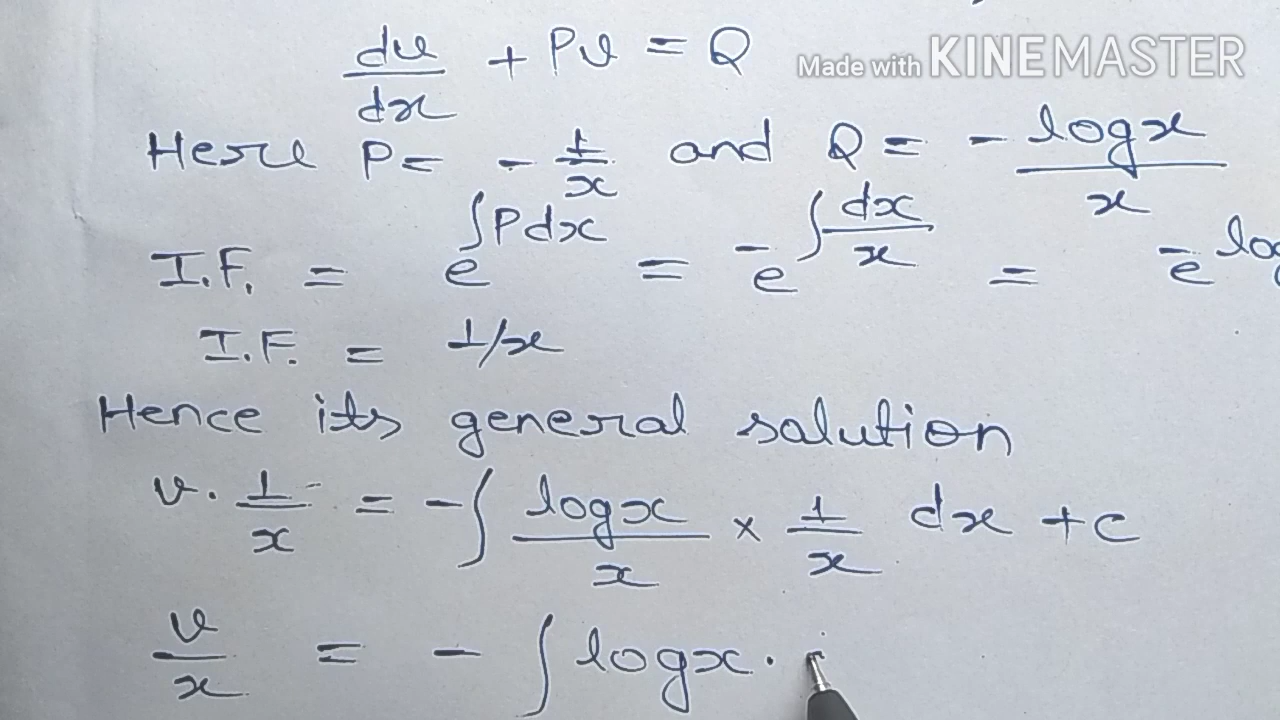 dv/dx + Pv = Q
Made with KINEMASTER
Here P = - 1/x and Q = - logx/x
I.F. = e^∫Pdx = -e^∫dx/x = -e^log
I.F. = 1/x
Hence its general solution
v. 1/x = -∫ logx/x × 1/x dx + c
v/x = - ∫ logx.